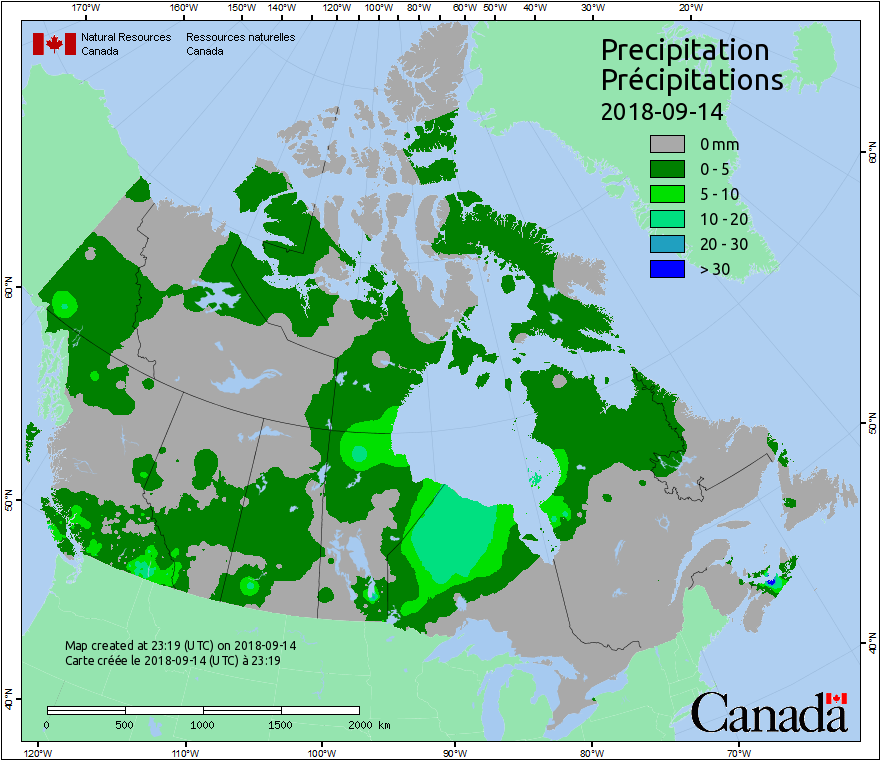 170°W 160°W 150°W 140°W 130°W 120°W 110°W 100°W 90°W 80°W 70°W 60°W 50°W 40°W 30°W 20°W
Natural Resources Ressources naturelles
Canada Canada
Precipitation
Précipitations
2018-09-14
0 mm
0 - 5
5 - 10
10 - 20
20 - 30
> 30
60°N
60°N
50°N
50°N
40°N
40°N
Map created at 23:19 (UTC) on 2018-09-14
Carte créée le 2018-09-14 (UTC) à 23:19
0 500 1000 1500 2000 km
Canada
120°W 110°W 100°W 90°W 80°W 70°W